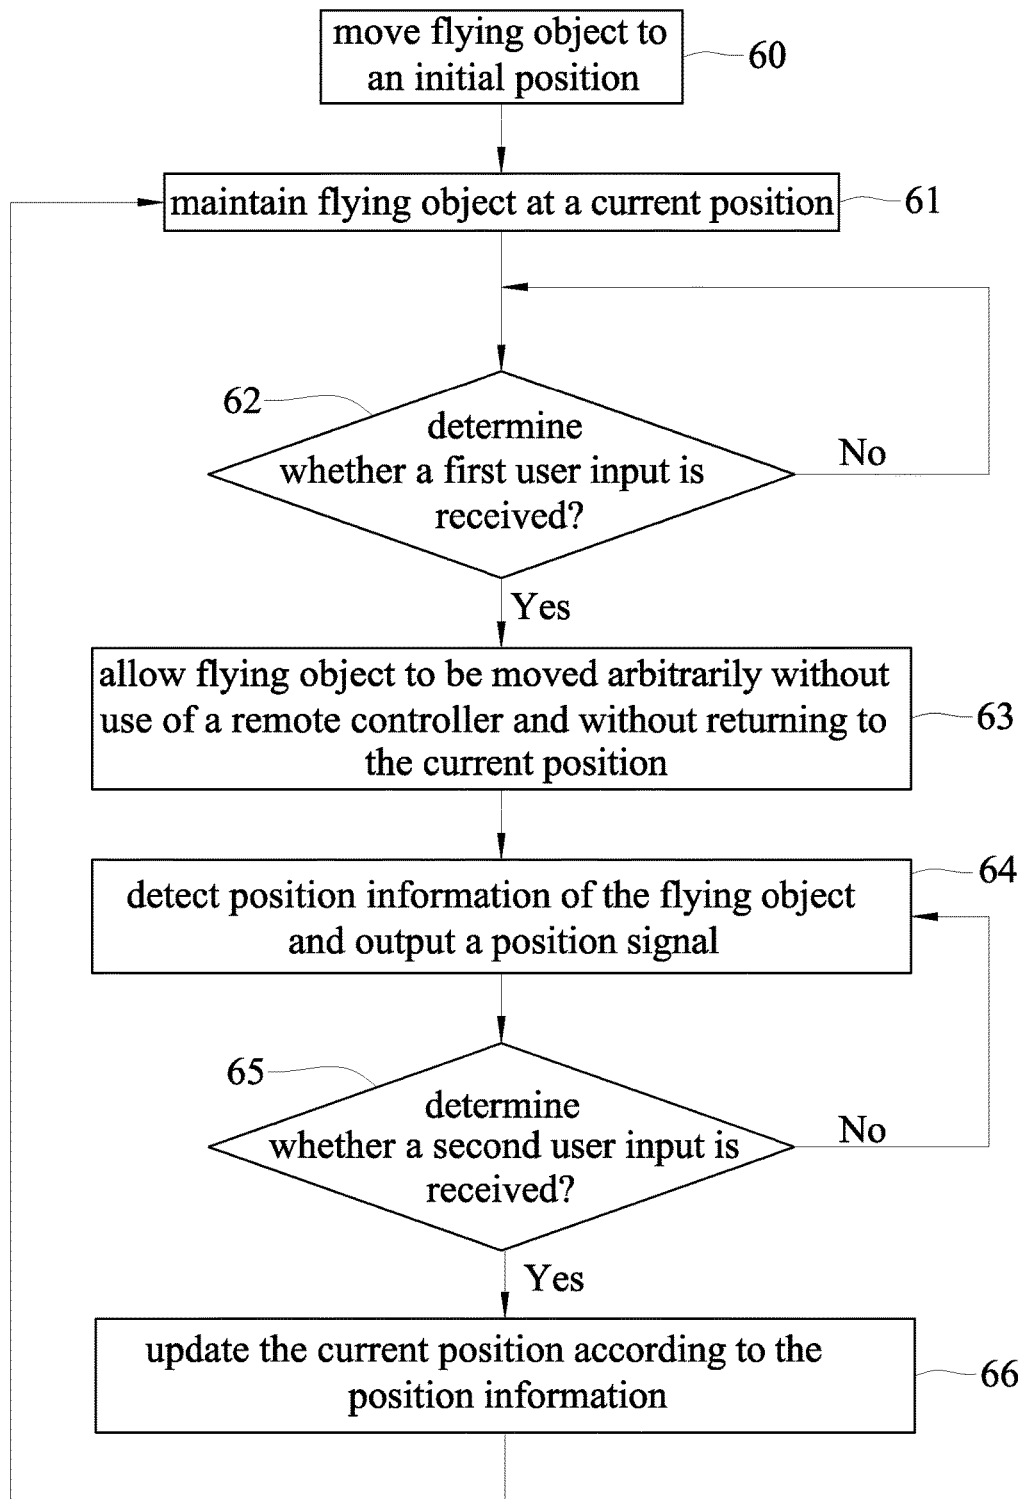 move flying object to
an initial position
60
maintain flying object at a current position
61
62
determine
whether a first user input is
received?
No
Yes
allow flying object to be moved arbitrarily without
use of a remote controller and without returning to
the current position
63
64
detect position information of the flying object
and output a position signal
65
determine
whether a second user input is
received?
No
Yes
update the current position according to the
position information
66